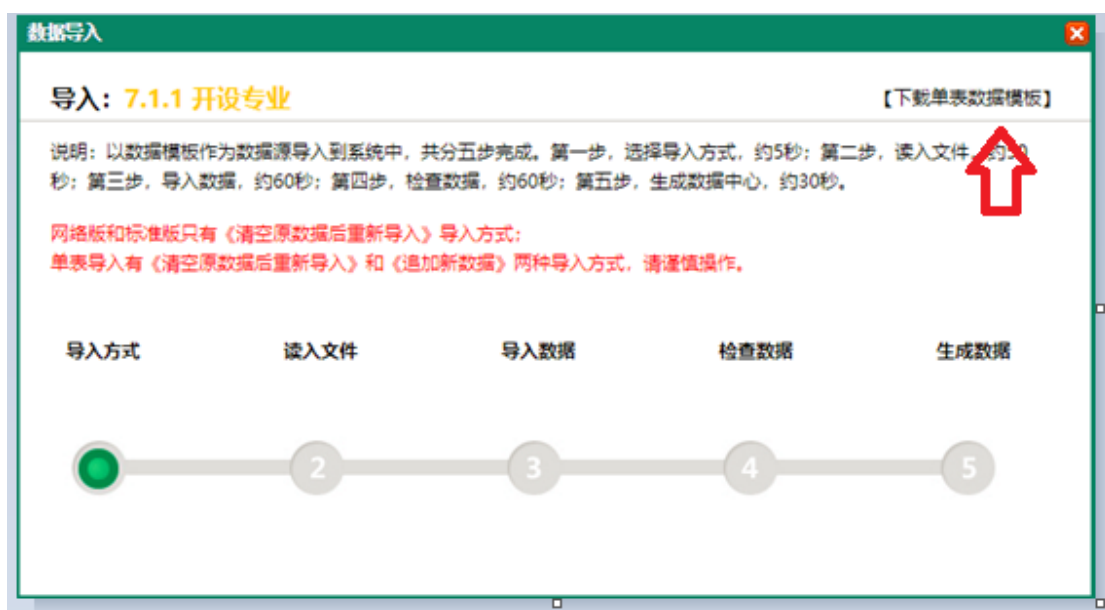 数据导入
导入：7.1.1 开设专业
【下载单表数据模板】
说明：以数据模板作为数据源导入到系统中，共分五步完成。第一步，选择导入方式，约5秒；第二步，读入文件，约30
秒；第三步，导入数据，约60秒；第四步，检查数据，约60秒；第五步，生成数据中心，约30秒。
网络版和标准版只有《清空原数据后重新导入》导入方式；
单表导入有《清空原数据后重新导入》和《追加新数据》两种导入方式，请谨慎操作。
导入方式 读入文件 导入数据 检查数据 生成数据
2 3 4 5